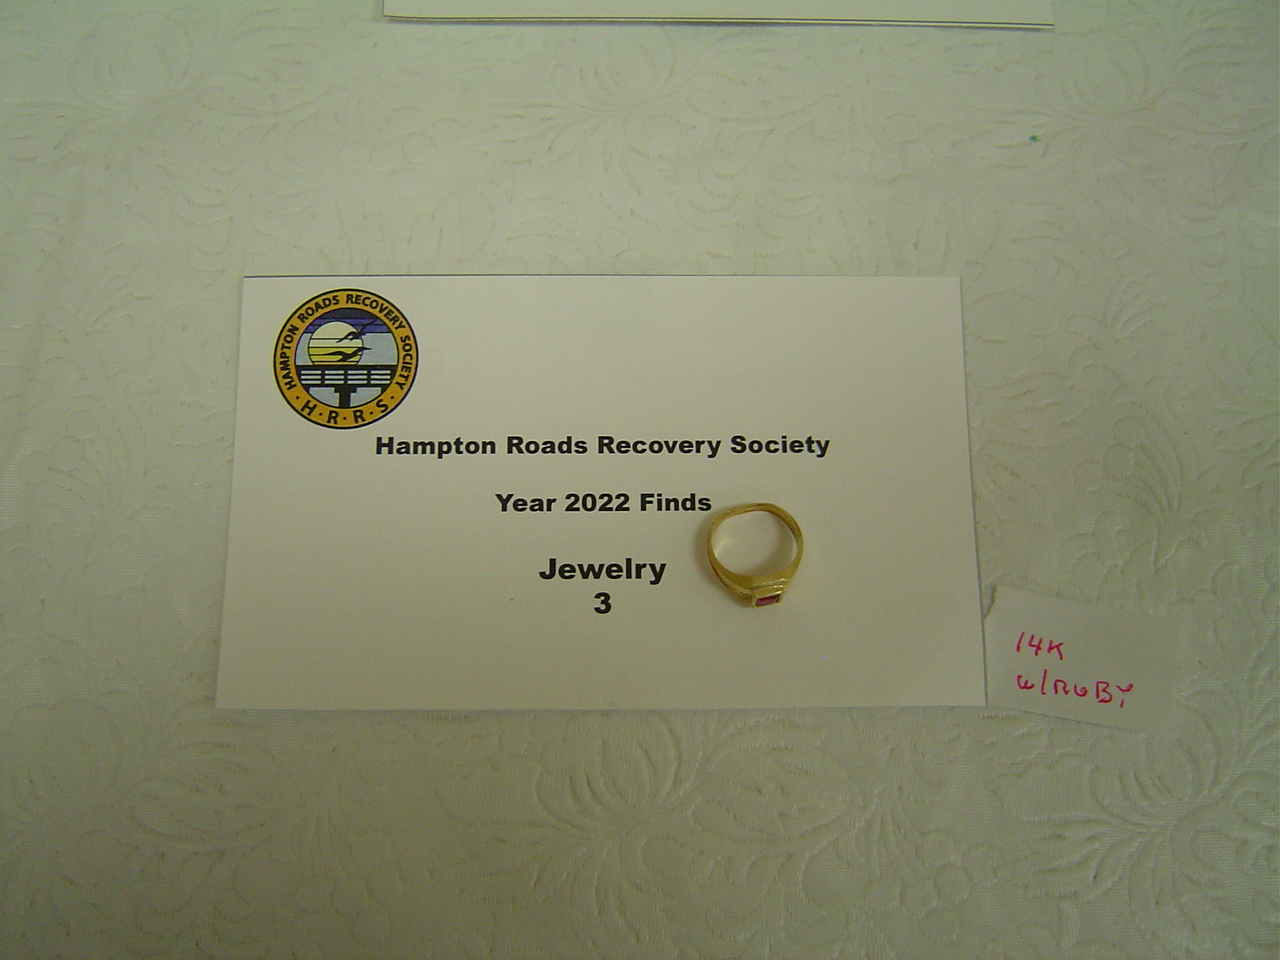 HAMPTON ROADS RECOVERY SOCIETY
· H · R · R · S ·
Hampton Roads Recovery Society
Year 2022 Finds
Jewelry
3
14K
W/RUBY